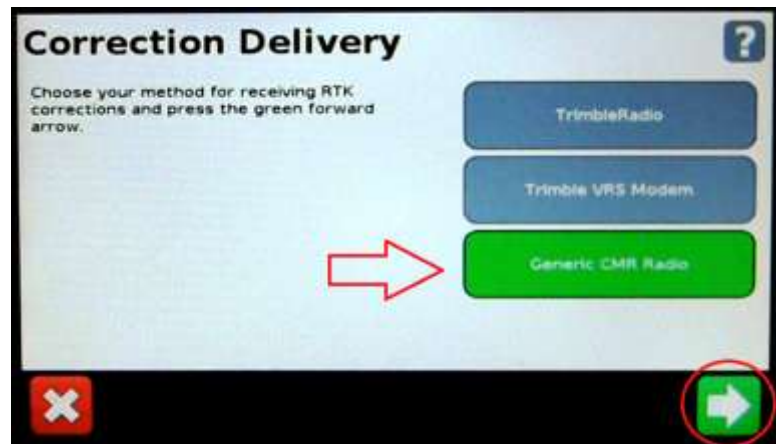 Correction Delivery
?
Choose your method for receiving RTK
corrections and press the green forward
arrow.
TrimbleRadio
Trimble VRS Modem
Generic CMR Radio